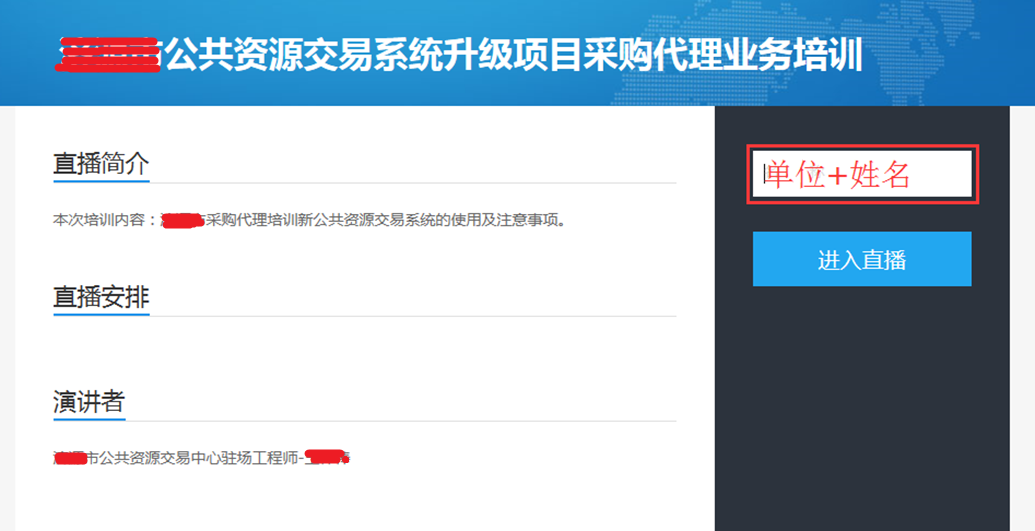 公共资源交易系统升级项目采购代理业务培训
直播简介
本次培训内容：采购代理培训新公共资源交易系统的使用及注意事项。
直播安排
演讲者
市公共资源交易中心驻场工程师-
单位+姓名
进入直播